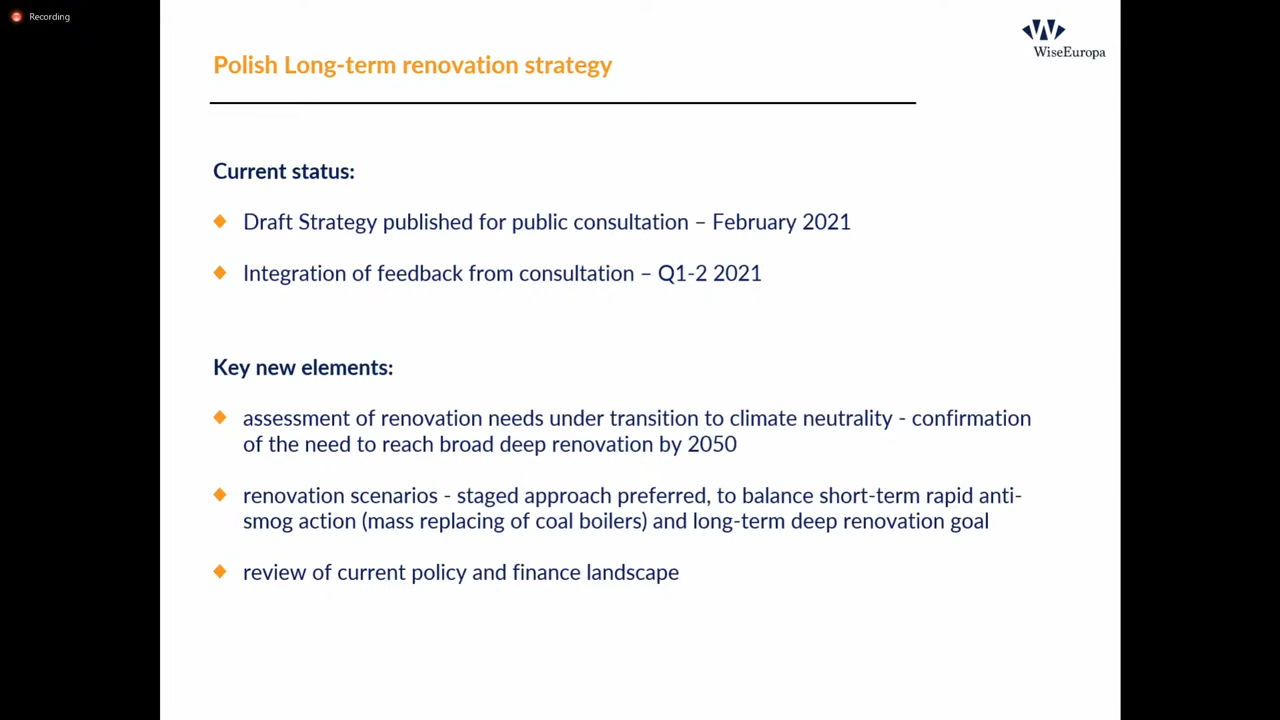 Recording
WiseEuropa
Polish Long-term renovation strategy
Current status:
Draft Strategy published for public consultation – February 2021
Integration of feedback from consultation – Q1-2 2021
Key new elements:
assessment of renovation needs under transition to climate neutrality - confirmation
of the need to reach broad deep renovation by 2050
renovation scenarios - staged approach preferred, to balance short-term rapid anti-
smog action (mass replacing of coal boilers) and long-term deep renovation goal
review of current policy and finance landscape